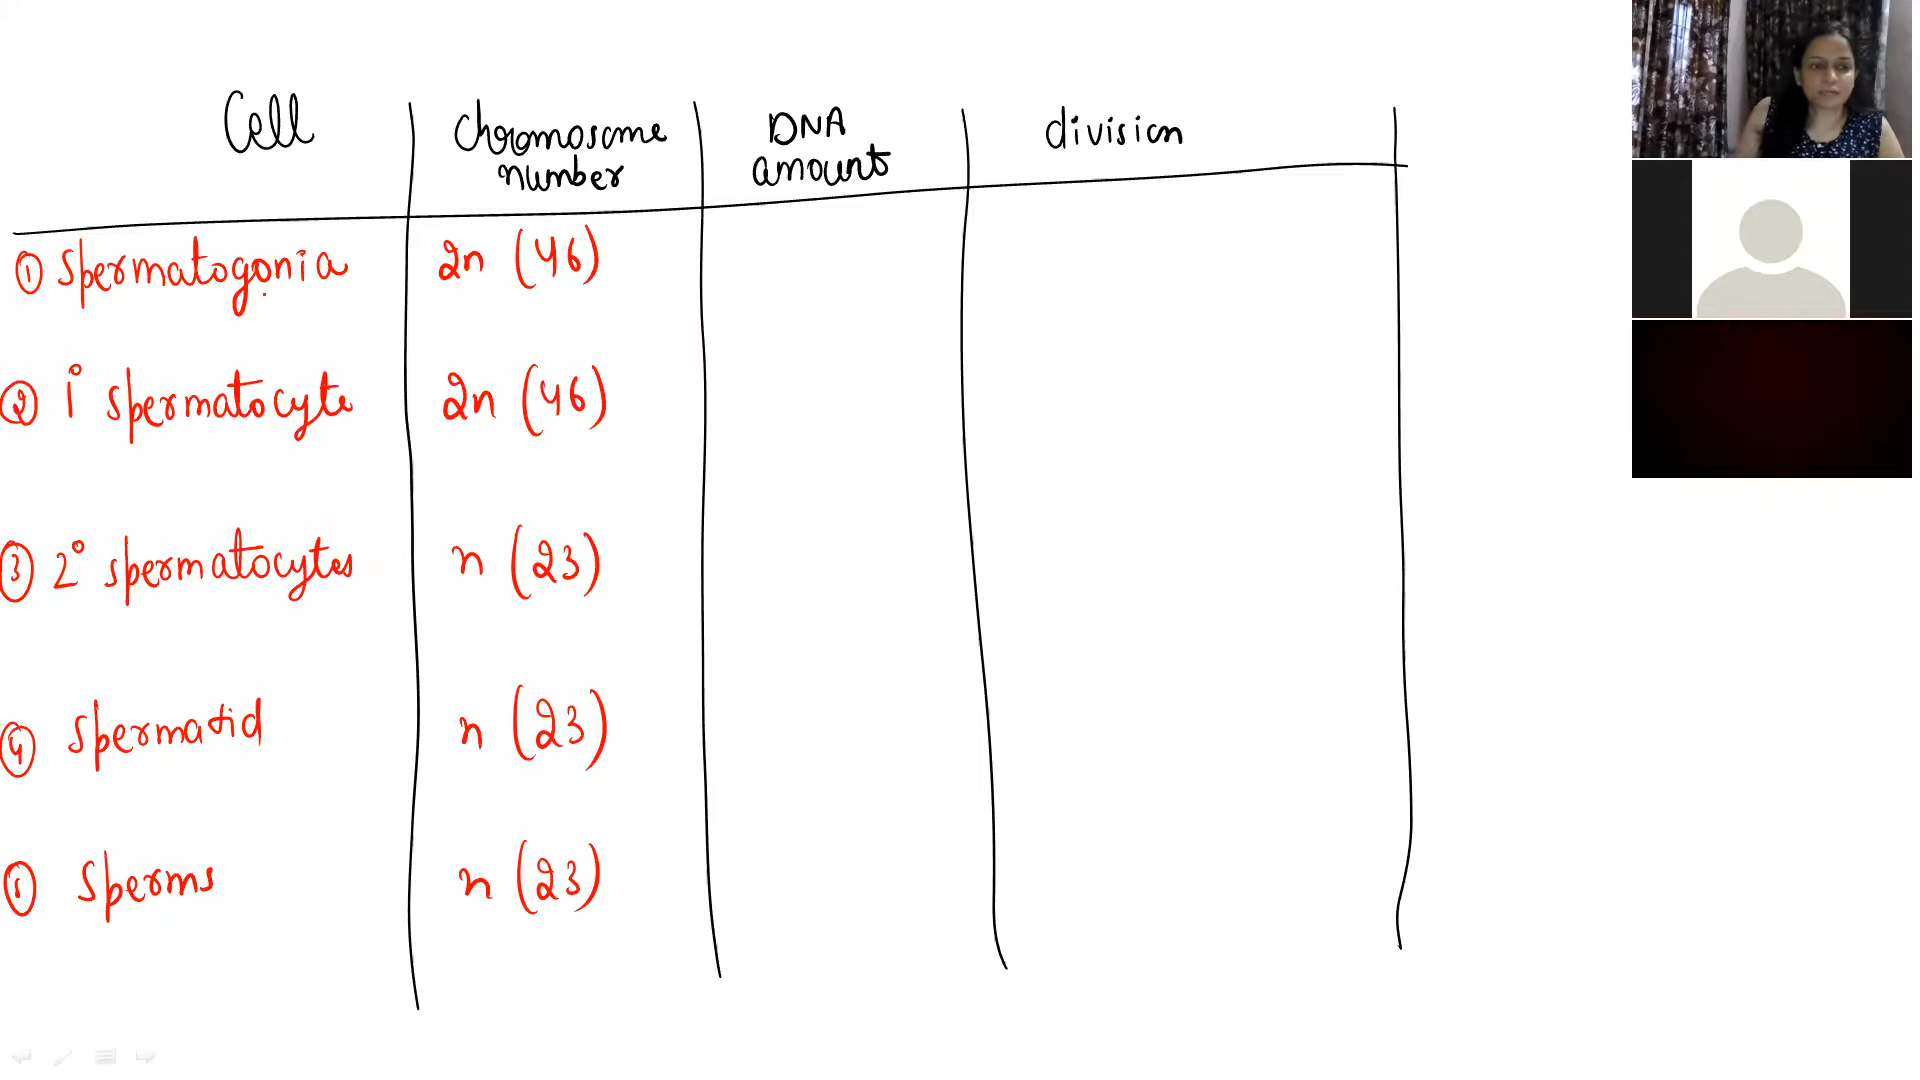 Cell chromosome number DNA amount division
① Spermatogonia 2n (46)
② 1° spermatocyte 2n (46)
③ 2° spermatocytes n (23)
④ spermatid n (23)
⑤ sperms n (23)